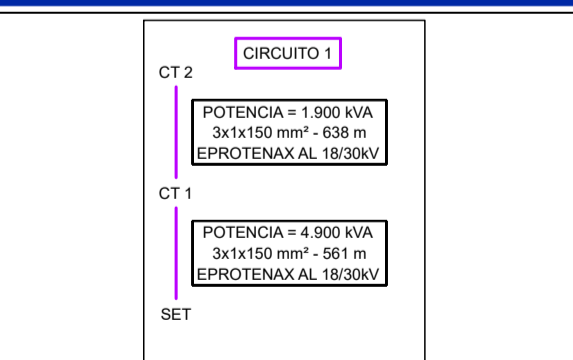 CIRCUITO 1
CT 2
POTENCIA = 1.900 kVA
3x1x150 mm² - 638 m
EPROTENAX AL 18/30kV
CT 1
POTENCIA = 4.900 kVA
3x1x150 mm² - 561 m
EPROTENAX AL 18/30kV
SET